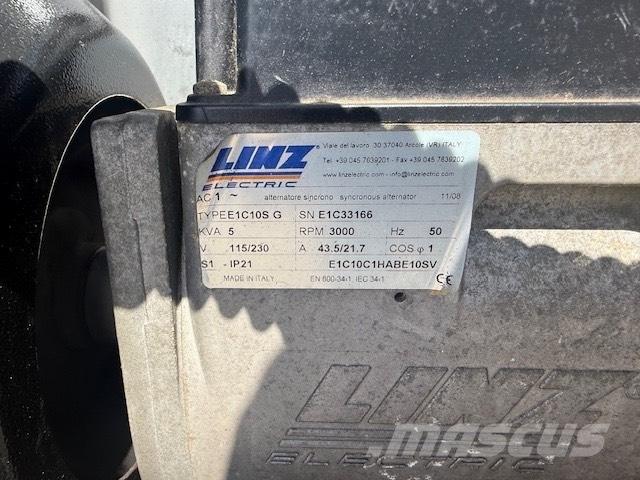 LINZ
ELECTRIC
Viale del lavoro 30 37040 Arcole (VR) ITALY
Tel. +39 045 7639201 - Fax +39 045 7639202
www.linzelectric.com - info@linzelectric.com
AC 1 ~ alternatore sincrono synchronous alternator 11/08
TYPE E1C10S G SN E1C33166
KVA 5 RPM 3000 Hz 50
V 115/230 A 43.5/21.7 COS φ 1
S1 - IP21 E1C10C1HABE10SV
MADE IN ITALY EN 600-34-1, IEC 34-1 CE
LINZ
ELECTRIC
MASCUS